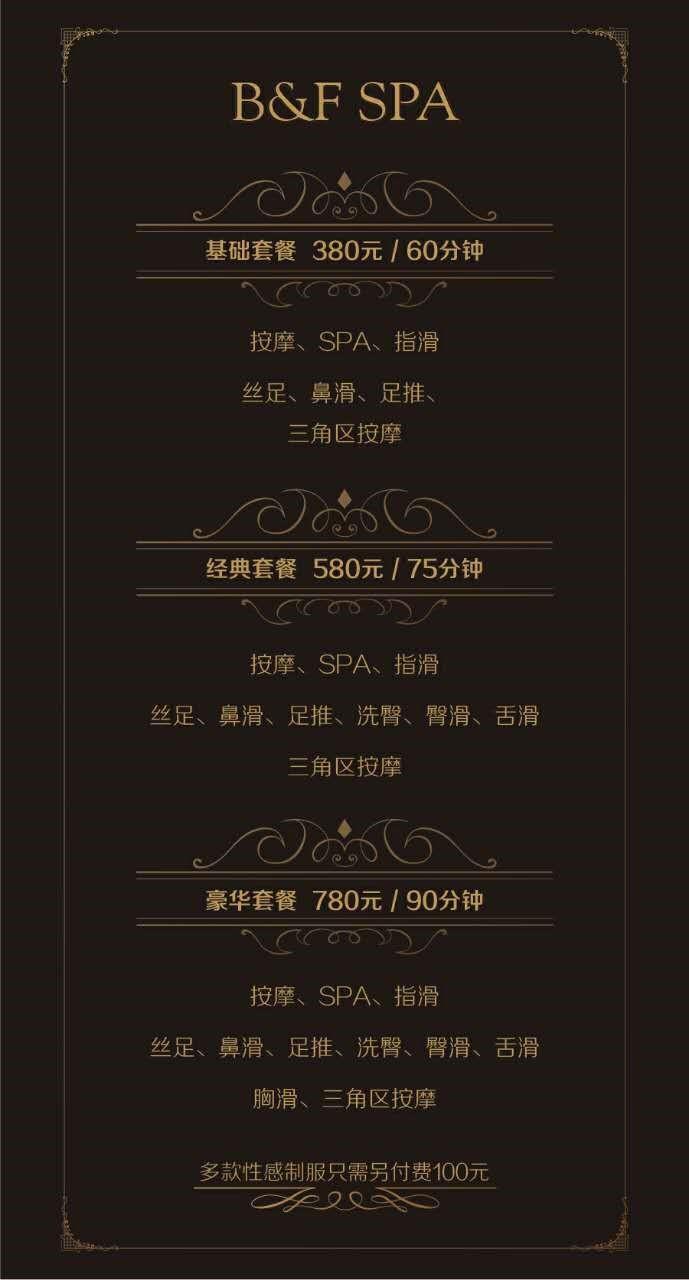 B&F SPA
基础套餐 380元 / 60分钟
按摩、SPA、指滑
丝足、鼻滑、足推、
三角区按摩
经典套餐 580元 / 75分钟
按摩、SPA、指滑
丝足、鼻滑、足推、洗臀、臀滑、舌滑
三角区按摩
豪华套餐 780元 / 90分钟
按摩、SPA、指滑
丝足、鼻滑、足推、洗臀、臀滑、舌滑
胸滑、三角区按摩
多款性感制服只需另付费100元